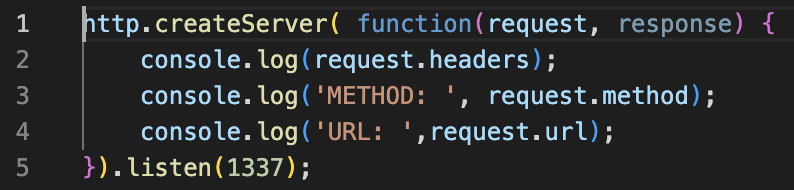 1 http.createServer( function(request, response) {
2     console.log(request.headers);
3     console.log('METHOD: ', request.method);
4     console.log('URL: ',request.url);
5 }).listen(1337);